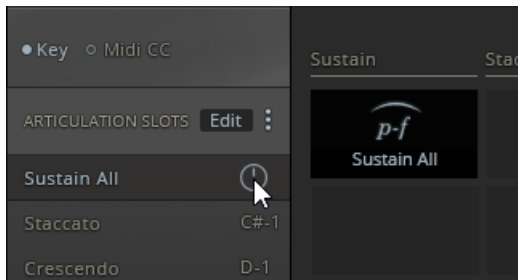 Key Midi CC
Sustain Stac
ARTICULATION SLOTS Edit
p-f
Sustain All
Sustain All
Staccato C#-1
Crescendo D-1